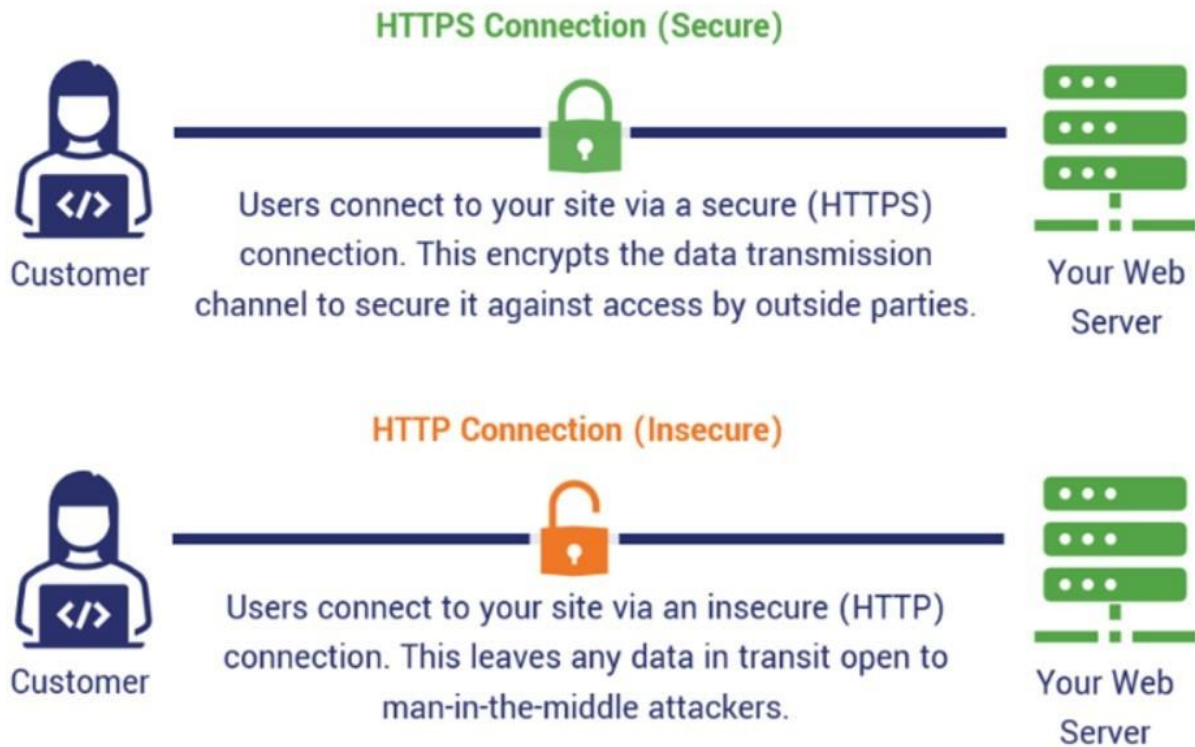 HTTPS Connection (Secure)
</>
Customer
Users connect to your site via a secure (HTTPS)
connection. This encrypts the data transmission
channel to secure it against access by outside parties.
Your Web
Server
HTTP Connection (Insecure)
</>
Customer
Users connect to your site via an insecure (HTTP)
connection. This leaves any data in transit open to
man-in-the-middle attackers.
Your Web
Server